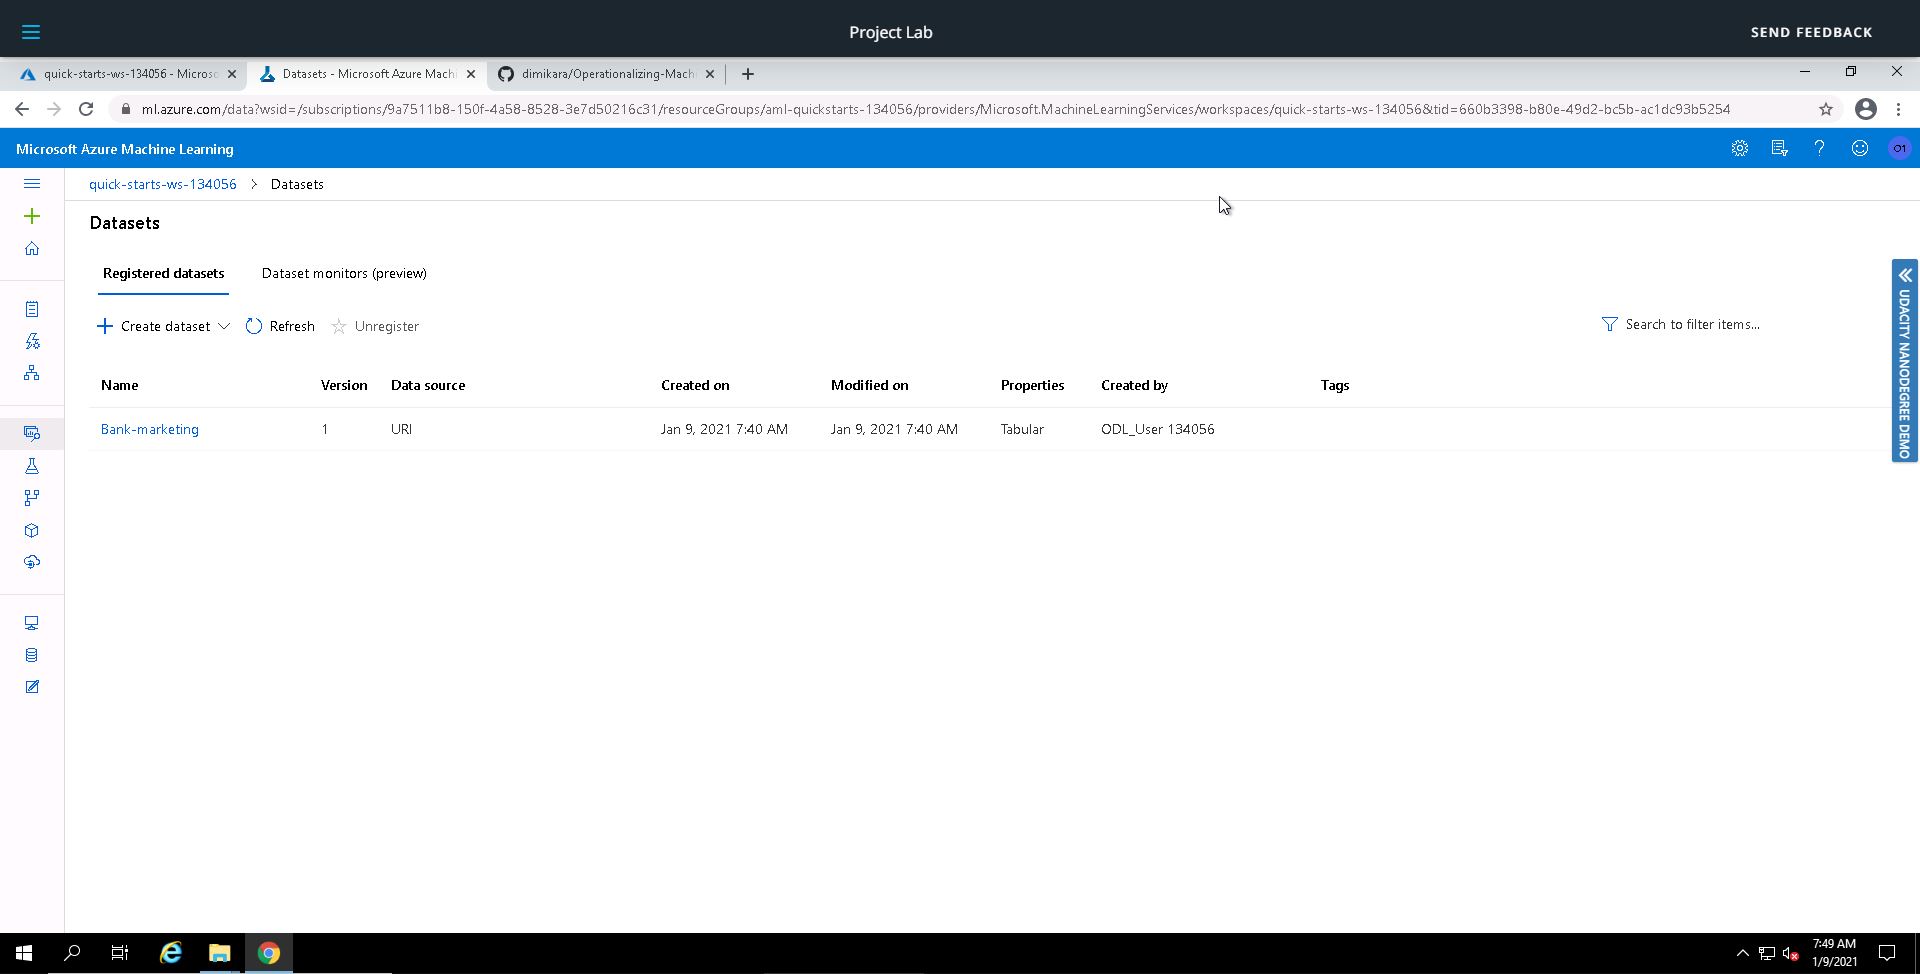 Project Lab
SEND FEEDBACK
quick-starts-ws-134056 - Microso
Datasets - Microsoft Azure Machi
dimikara/Operationalizing-Mach
ml.azure.com/data?wsid=/subscriptions/9a7511b8-150f-4a58-8528-3e7d50216c31/resourceGroups/aml-quickstarts-134056/providers/Microsoft.MachineLearningServices/workspaces/quick-starts-ws-134056&tid=660b3398-b80e-49d2-bc5b-ac1dc93b5254
Microsoft Azure Machine Learning
O1
quick-starts-ws-134056 > Datasets
Datasets
Registered datasets Dataset monitors (preview)
Create dataset Refresh Unregister Search to filter items...
UDACITY NANODEGREE DEMO
Name Version Data source Created on Modified on Properties Created by Tags
Bank-marketing 1 URI Jan 9, 2021 7:40 AM Jan 9, 2021 7:40 AM Tabular ODL_User 134056
7:49 AM
1/9/2021